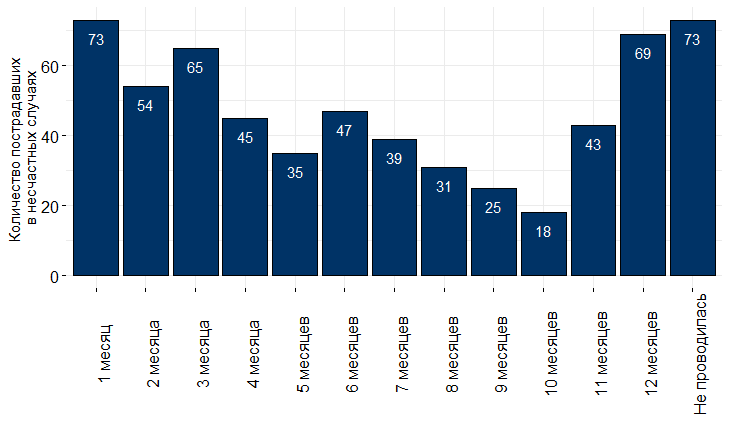 Количество пострадавших
в несчастных случаях
60
40
20
0
73
54
65
45
35
47
39
31
25
18
43
69
73
1 месяц
2 месяца
3 месяца
4 месяца
5 месяцев
6 месяцев
7 месяцев
8 месяцев
9 месяцев
10 месяцев
11 месяцев
12 месяцев
Не проводилась